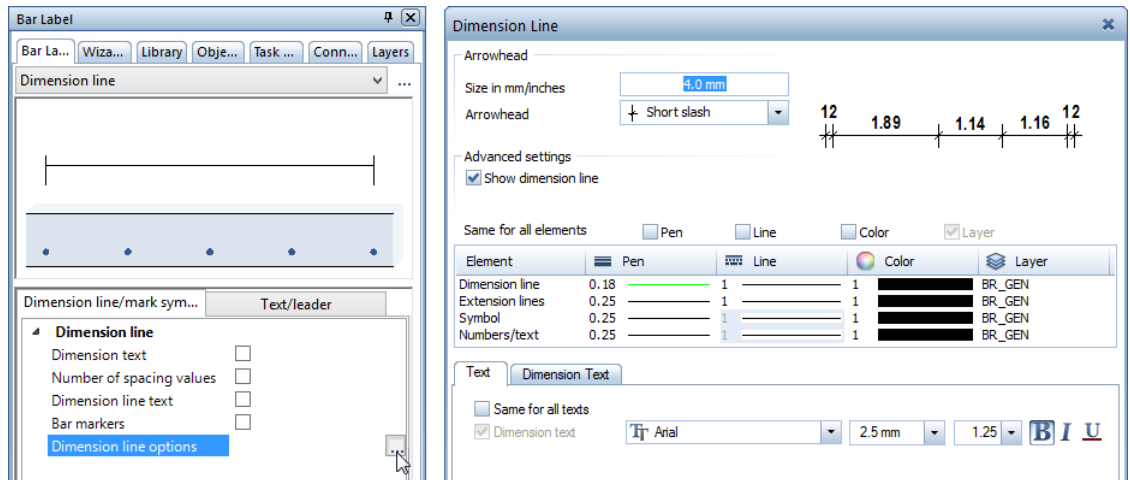 Bar Label
Bar La... Wiza... Library Obje... Task ... Conn... Layers
Dimension line ...
Dimension line/mark sym... Text/leader
Dimension line
Dimension text
Number of spacing values
Dimension line text
Bar markers
Dimension line options ...
Dimension Line
Arrowhead
Size in mm/inches 4.0 mm
Arrowhead Short slash
12 1.89 1.14 1.16 12
Advanced settings
Show dimension line
Same for all elements Pen Line Color Layer
Element Pen Line Color Layer
Dimension line 0.18 1 1 BR_GEN
Extension lines 0.25 1 1 BR_GEN
Symbol 0.25 1 1 BR_GEN
Numbers/text 0.25 1 1 BR_GEN
Text Dimension Text
Same for all texts
Dimension text Arial 2.5 mm 1.25 B I U